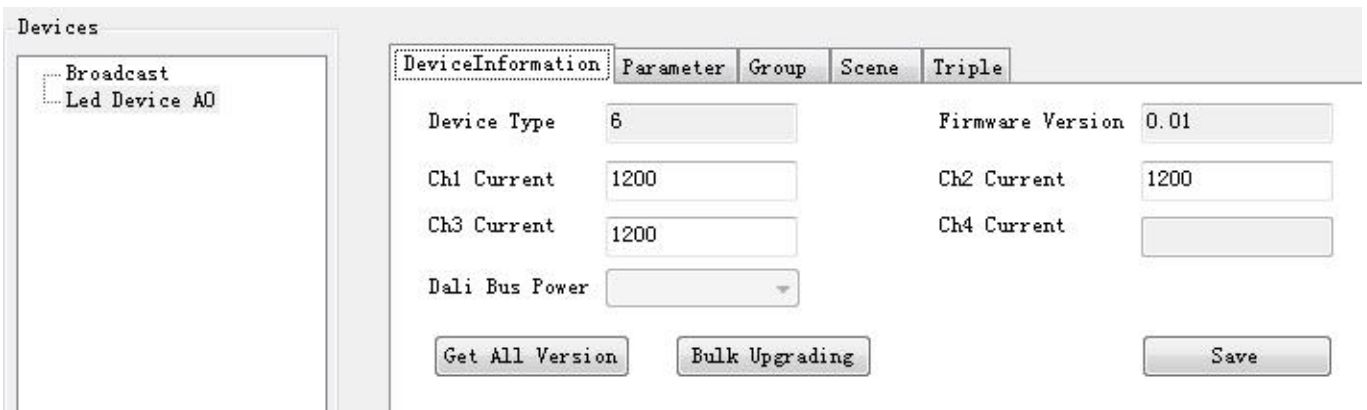 Devices
Broadcast
Led Device A0
DeviceInformation Parameter Group Scene Triple
Device Type 6 Firmware Version 0.01
Ch1 Current 1200 Ch2 Current 1200
Ch3 Current 1200 Ch4 Current
Dali Bus Power
Get All Version Bulk Upgrading Save